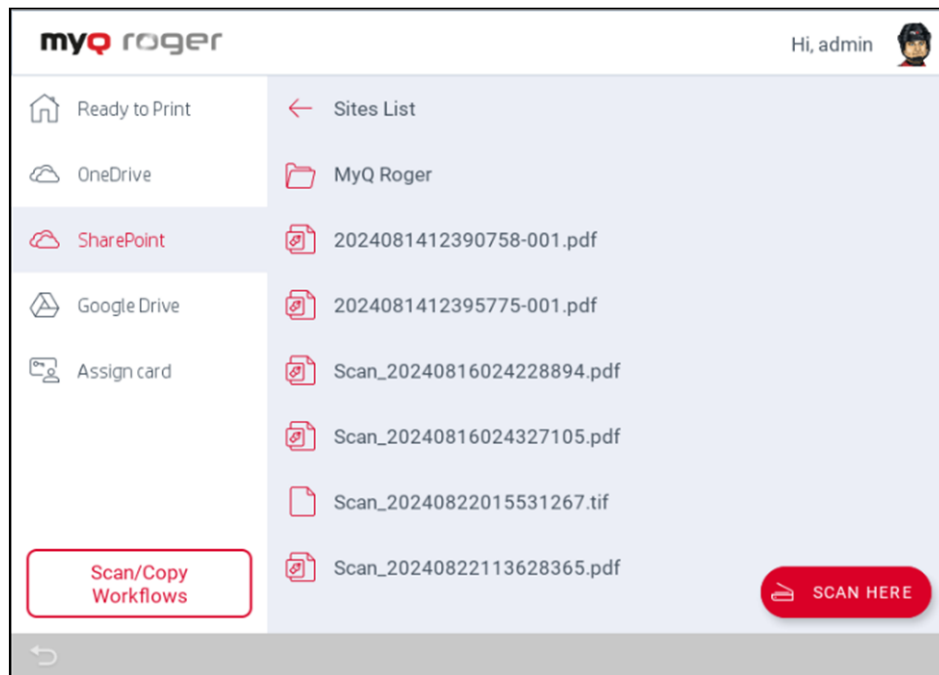 myQ roger
Hi, admin
Ready to Print
OneDrive
SharePoint
Google Drive
Assign card
Scan/Copy
Workflows
Sites List
MyQ Roger
2024081412390758-001.pdf
2024081412395775-001.pdf
Scan_20240816024228894.pdf
Scan_20240816024327105.pdf
Scan_20240822015531267.tif
Scan_20240822113628365.pdf
SCAN HERE